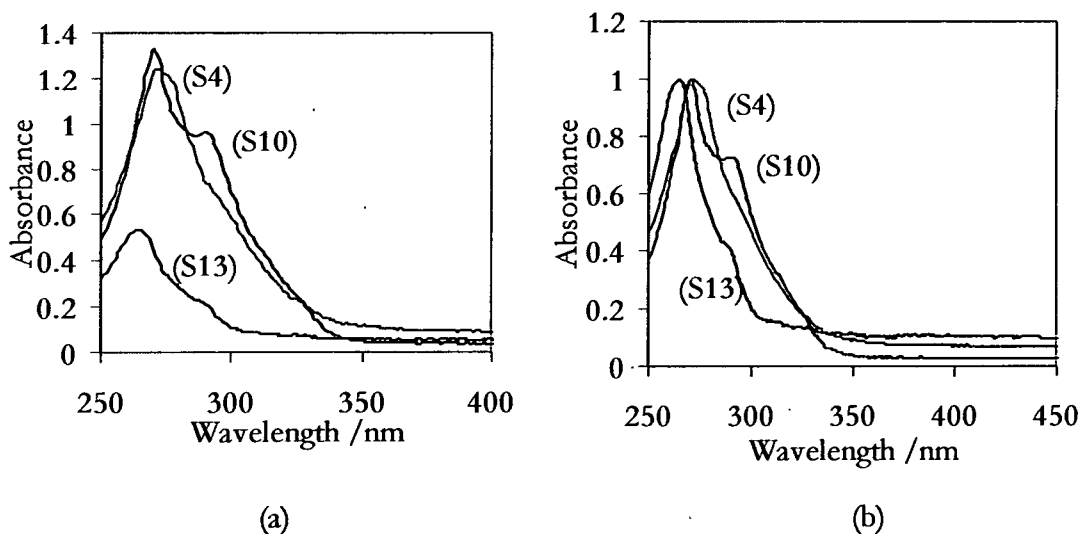 1.4
1.2
1
0.8
0.6
0.4
0.2
0
Absorbance
(S4)
(S10)
(S13)
250 300 350 400
Wavelength /nm
(a)
(b)
1.2
1
0.8
0.6
0.4
0.2
0
Absorbance
(S4)
(S10)
(S13)
250 300 350 400 450
Wavelength /nm
(b)